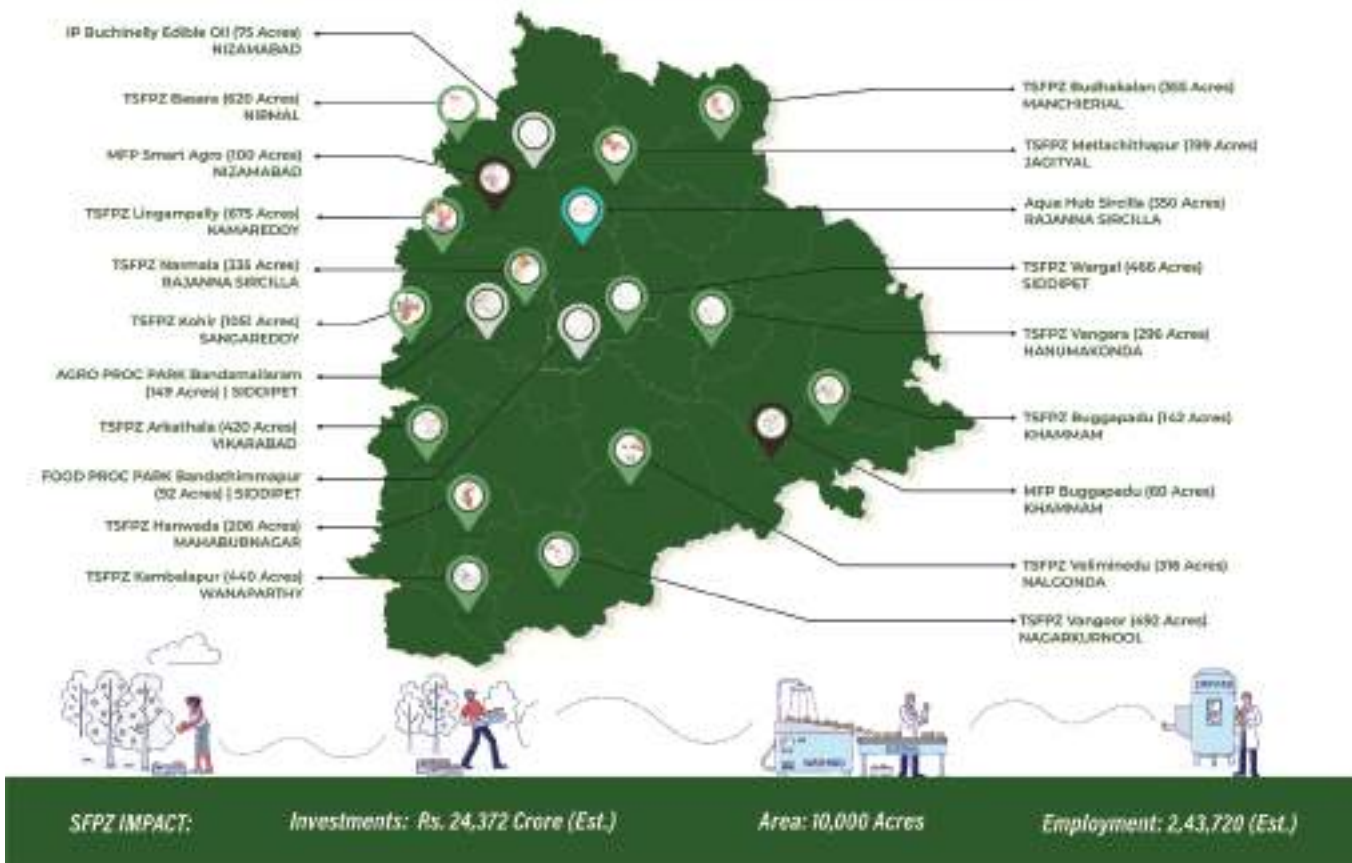 IP Buchinelly Edible Oil (75 Acres)
NIZAMABAD
TSFPZ Basara (620 Acres)
NIRMAL
MFP Smart Agro (100 Acres)
NIZAMABAD
TSFPZ Lingampally (675 Acres)
KAMAREDDY
TSFPZ Narmala (335 Acres)
RAJANNA SIRCILLA
TSFPZ Kohir (1051 Acres)
SANGAREDDY
AGRO PROC PARK Bandamailaram
(149 Acres) | SIDDIPET
TSFPZ Arkathala (420 Acres)
VIKARABAD
FOOD PROC PARK Bandathimmapur
(92 Acres) | SIDDIPET
TSFPZ Hanwada (206 Acres)
MAHABUBNAGAR
TSFPZ Kambalapur (440 Acres)
WANAPARTHY
TSFPZ Budhakalan Acres)
MANCHIERIAL
TSFPZ Metlachithapur (199 Acres)
JAGITYAL
Aqua Hub Sircilla (350 Acres)
RAJANNA SIRCILLA
TSFPZ Wargal (466 Acres)
SIDDIPET
TSFPZ Vangara (296 Acres)
HANUMAKONDA
TSFPZ Buggapadu (142 Acres)
KHAMMAM
MFP Buggapadu (60 Acres)
KHAMMAM
TSFPZ Veliminedu (316 Acres)
NALGONDA
TSFPZ Vangoor (492 Acres)
NAGARKURNOOL
SFPZ IMPACT:
Investments: Rs. 24,372 Crore (Est.)
Area: 10,000 Acres
Employment: 2,43,720 (Est.)